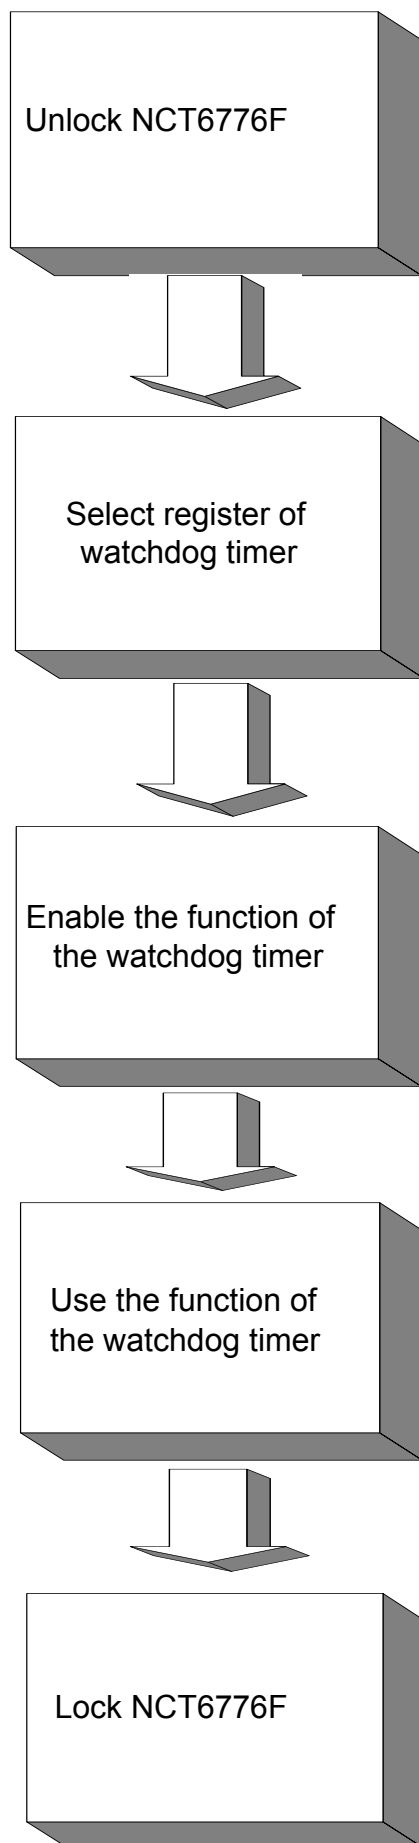 Unlock NCT6776F
Select register of
watchdog timer
Enable the function of
the watchdog timer
Use the function of
the watchdog timer
Lock NCT6776F